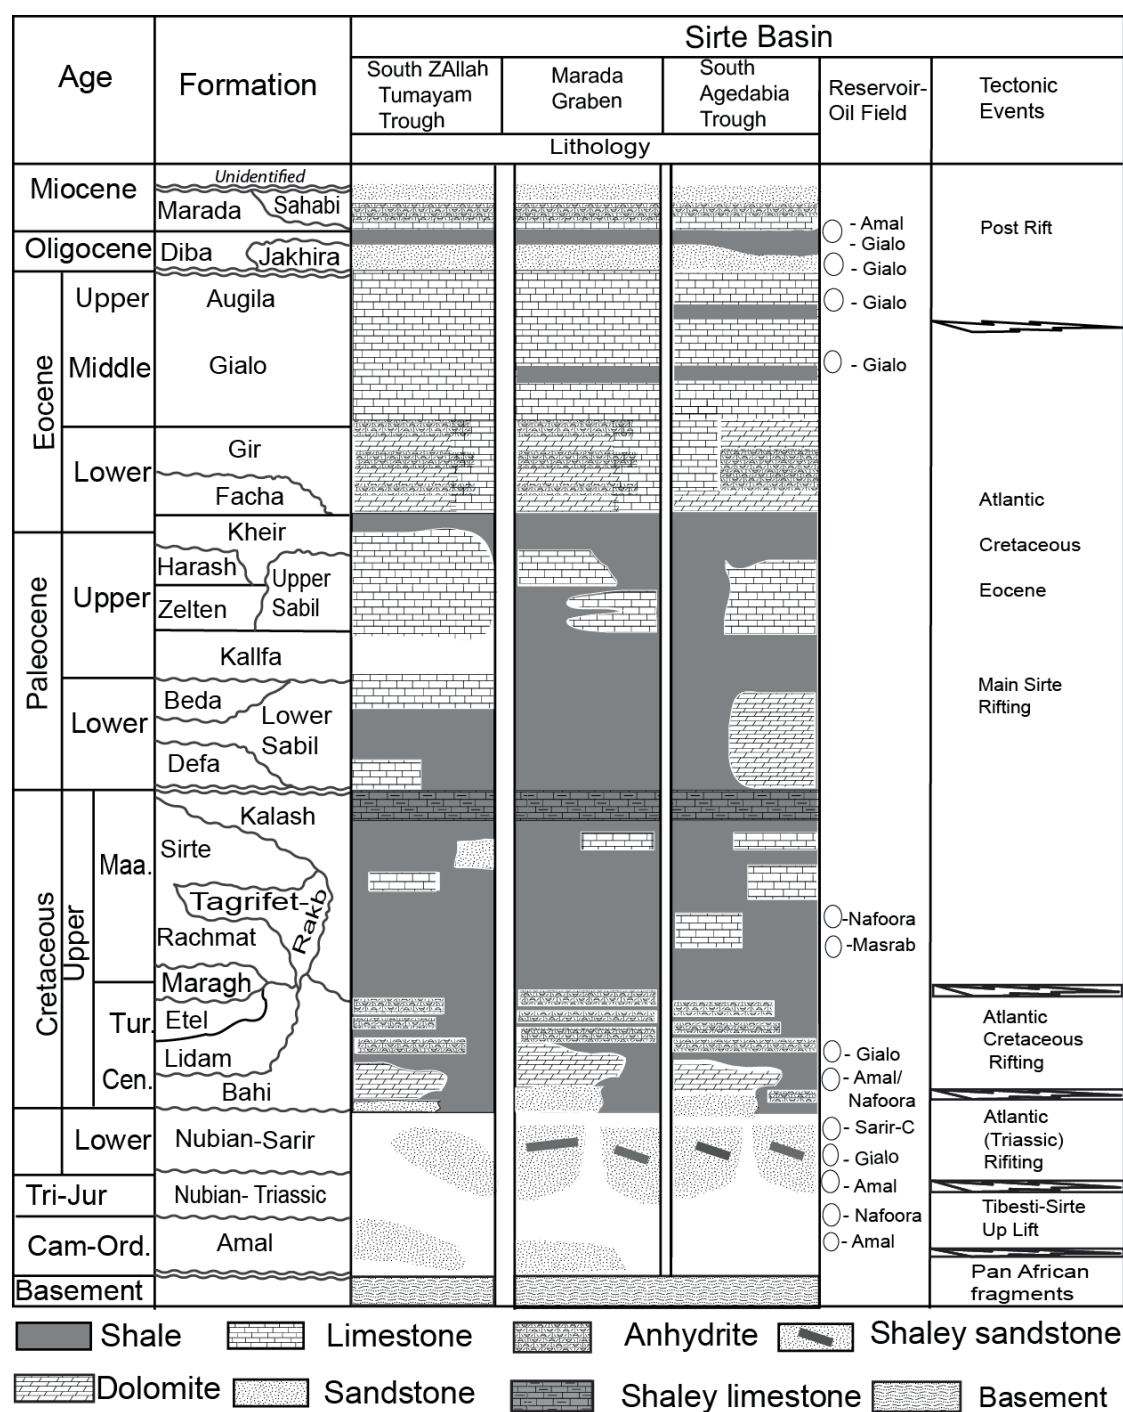 Age
Formation
Sirte Basin
South ZAllah
Tumayam
Trough
Marada
Graben
South
Agedabia
Trough
Reservoir-
Oil Field
Tectonic
Events
Lithology
Miocene
Unidentified
Marada
Sahabi
- Amal
- Gialo
Post Rift
Oligocene
Diba
Jakhira
- Gialo
Eocene
Upper
Augila
- Gialo
Middle
Gialo
- Gialo
Lower
Gir
Facha
Atlantic
Cretaceous
Eocene
Main Sirte
Rifting
Paleocene
Kheir
Upper
Harash
Zelten
Upper
Sabil
Kallfa
Lower
Beda
Lower
Sabil
Defa
Cretaceous
Upper
Maa.
Kalash
Sirte
Tagrifet-
Rakb
Rachmat
-Nafoora
-Masrab
Maragh
Tur.
Etel
Atlantic
Cretaceous
Rifting
Cen.
Lidam
Bahi
- Gialo
- Amal/
Nafoora
Lower
Nubian-Sarir
- Sarir-C
- Gialo
Atlantic
(Triassic)
Rifiting
Tri-Jur
Nubian- Triassic
- Amal
- Nafoora
Tibesti-Sirte
Up Lift
Cam-Ord.
Amal
- Amal
Basement
Pan African
fragments
Shale
Limestone
Anhydrite
Shaley sandstone
Dolomite
Sandstone
Shaley limestone
Basement